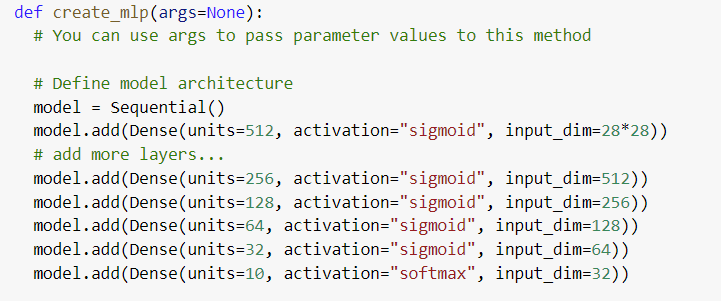 def create_mlp(args=None):
# You can use args to pass parameter values to this method
# Define model architecture
model = Sequential()
model.add(Dense(units=512, activation="sigmoid", input_dim=28*28))
# add more layers...
model.add(Dense(units=256, activation="sigmoid", input_dim=512))
model.add(Dense(units=128, activation="sigmoid", input_dim=256))
model.add(Dense(units=64, activation="sigmoid", input_dim=128))
model.add(Dense(units=32, activation="sigmoid", input_dim=64))
model.add(Dense(units=10, activation="softmax", input_dim=32))